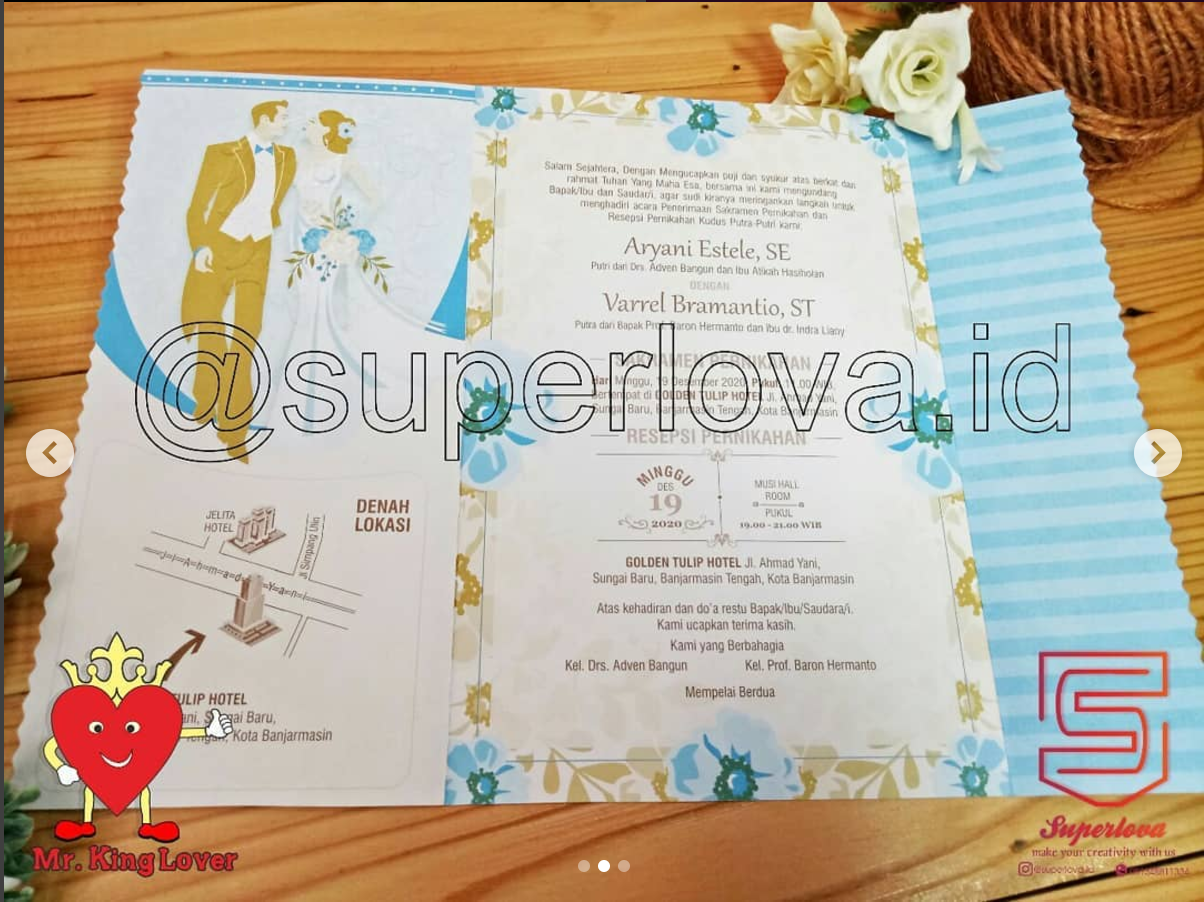 Salam Sejahtera, Dengan Mengucapkan puji dan syukur atas berkat dan
rahmat Tuhan Yang Maha Esa, bersama ini kami mengundang
Bapak/Ibu dan Saudara/i, agar sudi kiranya meringankan langkah untuk
menghadiri acara Penerimaan Sakramen Pernikahan dan
Resepsi Pernikahan Kudus Putra-Putri kami:
Aryani Estele, SE
Putri dari Drs. Adven Bangun dan Ibu Atikah Hasiholan
DENGAN
Varrel Bramantio, ST
Putra dari Bapak Prof. Baron Hermanto dan ibu dr. Indra Liany
@superlova.id
SAKRAMEN PERNIKAHAN
Hari Minggu, 19 Desember 2020, Pukul 11.00 WIB,
Bertempat di GOLDEN TULIP HOTEL Jl. Ahmad Yani,
Sungai Baru, Banjarmasin Tengah, Kota Banjarmasin
RESEPSI PERNIKAHAN
MINGGU
DES
19
2020
MUSI HALL
ROOM
PUKUL
19.00 - 21.00 WIB
GOLDEN TULIP HOTEL Jl. Ahmad Yani,
Sungai Baru, Banjarmasin Tengah, Kota Banjarmasin
Atas kehadiran dan do'a restu Bapak/Ibu/Saudara/i.
Kami ucapkan terima kasih.
Kami yang Berbahagia
Kel. Drs. Adven Bangun
Kel. Prof. Baron Hermanto
Mempelai Berdua
DENAH
LOKASI
JELITA
HOTEL
Jl Simpang Ulin
Jl Ahmad Yani
TULIP HOTEL
Baru,
Kota Banjarmasin
Mr. King Lover
Superlova
make your creativity with us
@superlova.id